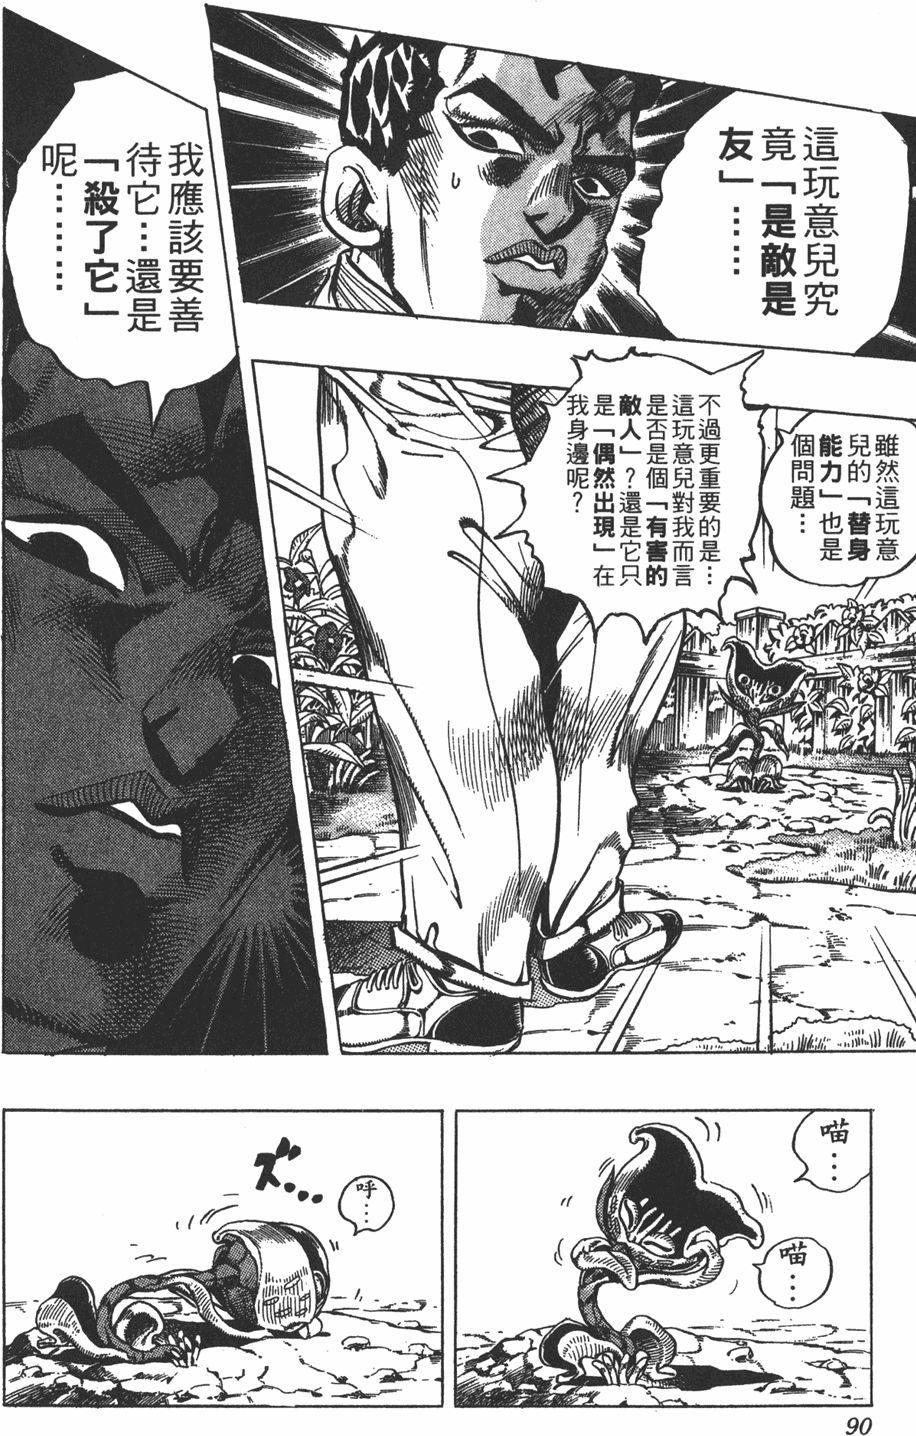 這玩意兒究
竟「是敵是
友」……
我應該要善
待它…還是
「殺了它」
呢………
雖然這玩意
兒的「替身
能力」也是
個問題…
不過更重要的是…
這玩意兒對我而言
是否是個「有害的
敵人」？還是它只
是「偶然出現」在
我身邊呢？
喵…
喵…
呼…
ズ…
90